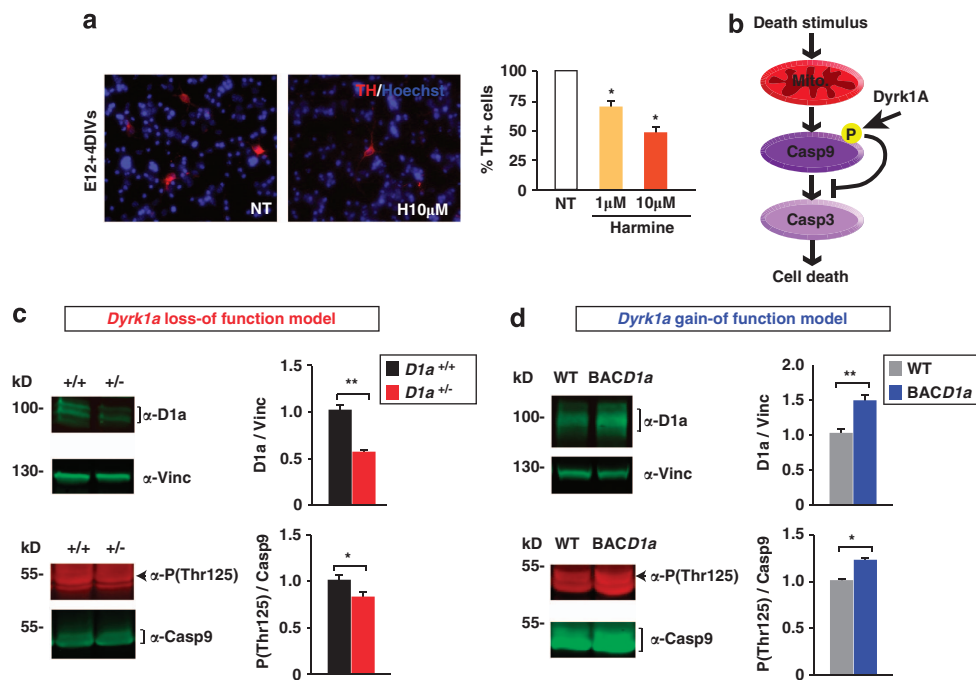 a
E12+4DIVs
NT
TH/Hoechst
H10μM
% TH+ cells
100
75
50
25
0
NT
1μM
10μM
*
*
Harmine
b
Death stimulus
Mito
Dyrk1A
P
Casp9
Casp3
Cell death
c
Dyrk1a loss-of function model
kD
+/+
+/-
100-
α-D1a
130-
α-Vinc
D1a / Vinc
1.5
1.0
0.5
0
**
D1a +/+
D1a +/-
kD
+/+
+/-
55-
α-P(Thr125)
55-
α-Casp9
P(Thr125) / Casp9
1.5
1.0
0.5
0
*
d
Dyrk1a gain-of function model
kD
WT
BACD1a
100-
α-D1a
130-
α-Vinc
D1a / Vinc
2.0
1.5
1.0
0.5
0
**
WT
BACD1a
kD
WT
BACD1a
55-
α-P(Thr125)
55-
α-Casp9
P(Thr125) / Casp9
1.5
1.0
0.5
0
*